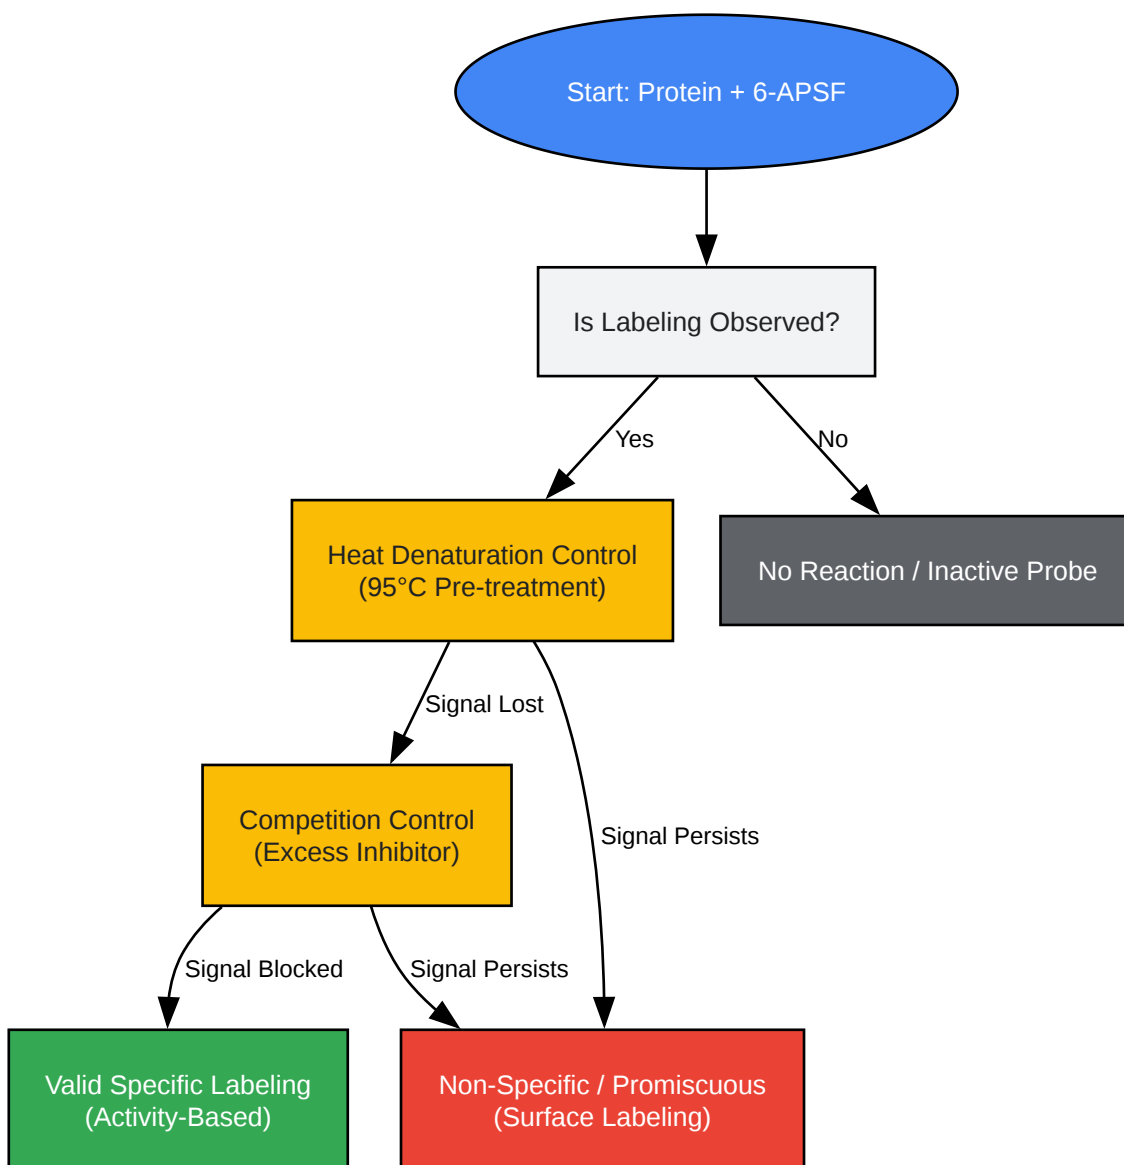 Start: Protein + 6-APSF
Is Labeling Observed?
Yes
No
Heat Denaturation Control
(95°C Pre-treatment)
No Reaction / Inactive Probe
Signal Lost
Competition Control
(Excess Inhibitor)
Signal Persists
Signal Blocked
Signal Persists
Valid Specific Labeling
(Activity-Based)
Non-Specific / Promiscuous
(Surface Labeling)